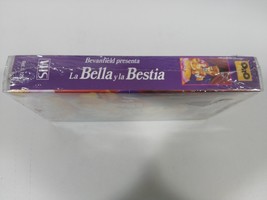 Bevanfield presenta
La Bella y la Bestia
VHS